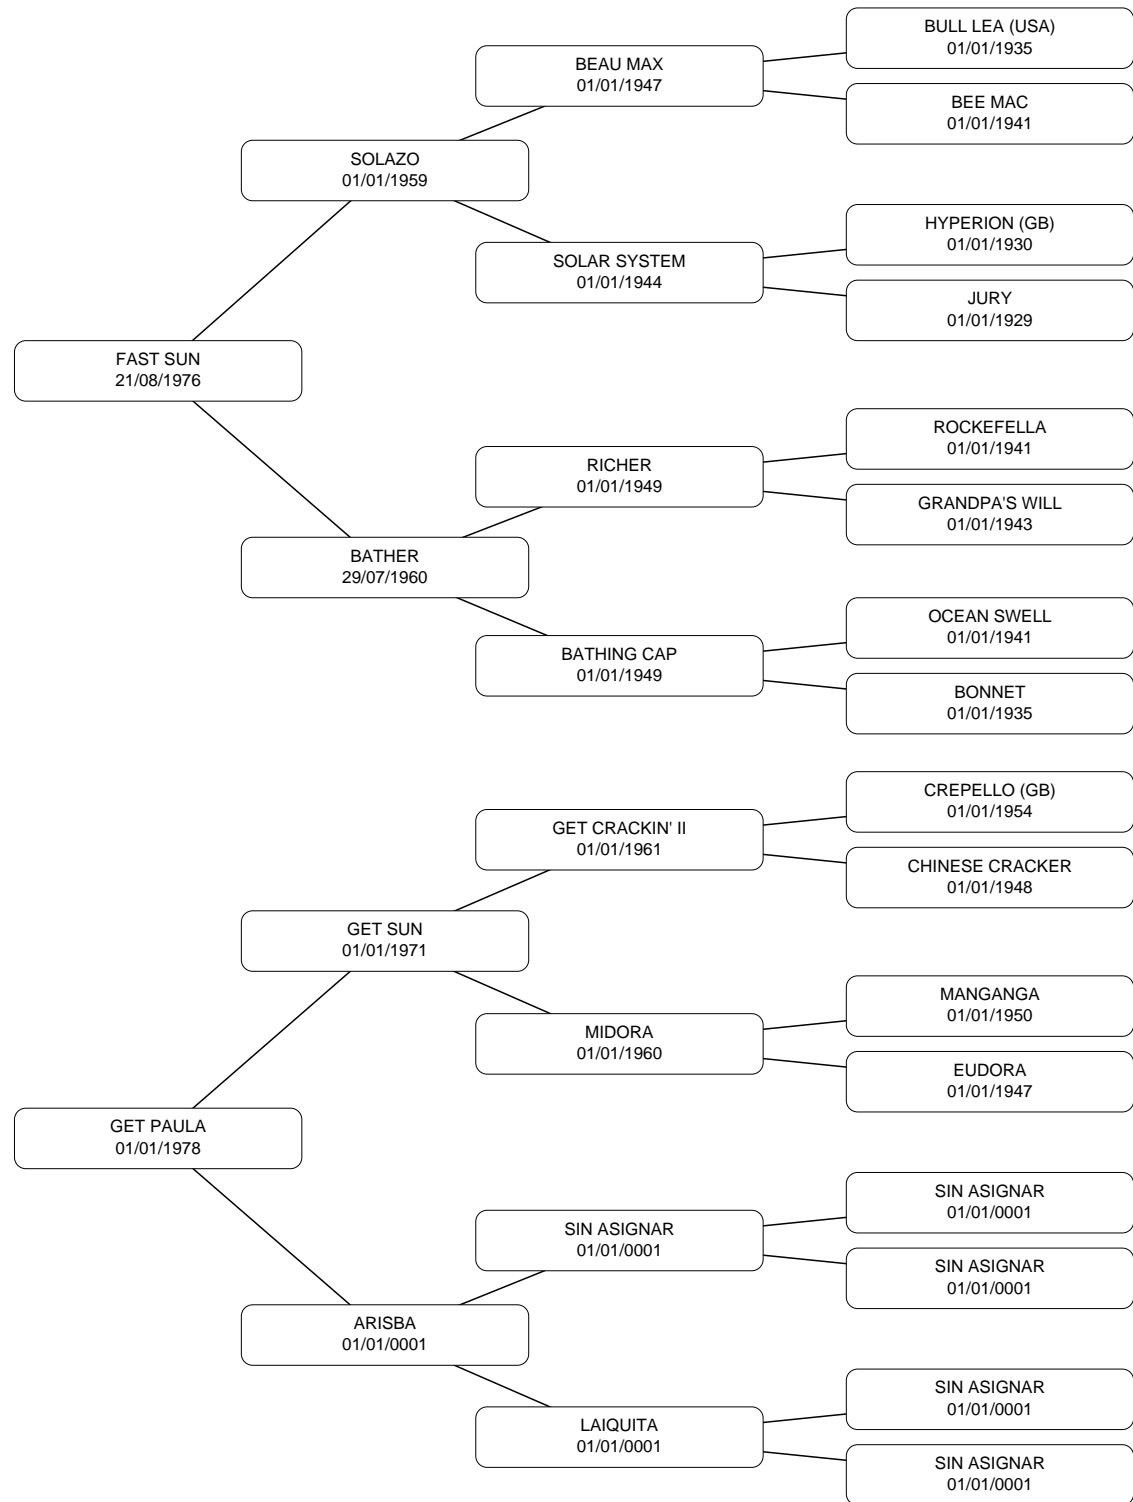 BULL LEA (USA)
01/01/1935
BEAU MAX
01/01/1947
BEE MAC
01/01/1941
SOLAZO
01/01/1959
HYPERION (GB)
01/01/1930
SOLAR SYSTEM
01/01/1944
JURY
01/01/1929
FAST SUN
21/08/1976
ROCKEFELLA
01/01/1941
RICHER
01/01/1949
GRANDPA'S WILL
01/01/1943
BATHER
29/07/1960
OCEAN SWELL
01/01/1941
BATHING CAP
01/01/1949
BONNET
01/01/1935
CREPELLO (GB)
01/01/1954
GET CRACKIN' II
01/01/1961
CHINESE CRACKER
01/01/1948
GET SUN
01/01/1971
MANGANGA
01/01/1950
MIDORA
01/01/1960
EUDORA
01/01/1947
GET PAULA
01/01/1978
SIN ASIGNAR
01/01/0001
SIN ASIGNAR
01/01/0001
SIN ASIGNAR
01/01/0001
ARISBA
01/01/0001
SIN ASIGNAR
01/01/0001
LAIQUITA
01/01/0001
SIN ASIGNAR
01/01/0001